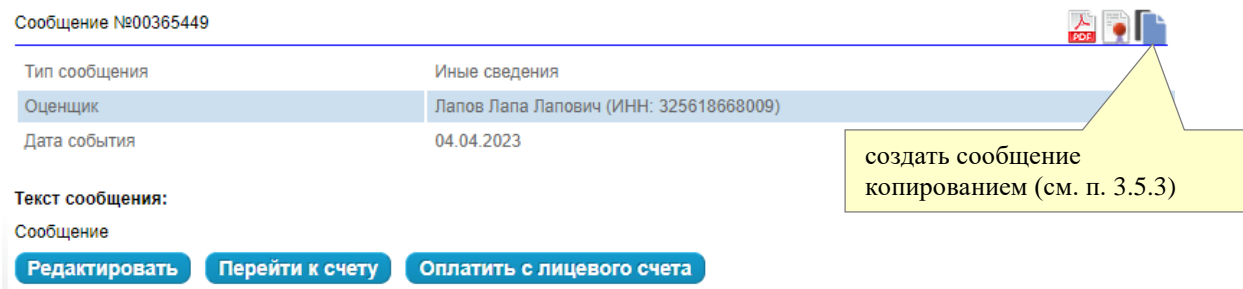 Сообщение №00365449
PDF
Тип сообщения Иные сведения
Оценщик Лапов Лапа Лапович (ИНН: 325618668009)
Дата события 04.04.2023
создать сообщение
копированием (см. п. 3.5.3)
Текст сообщения:
Сообщение
Редактировать Перейти к счету Оплатить с лицевого счета